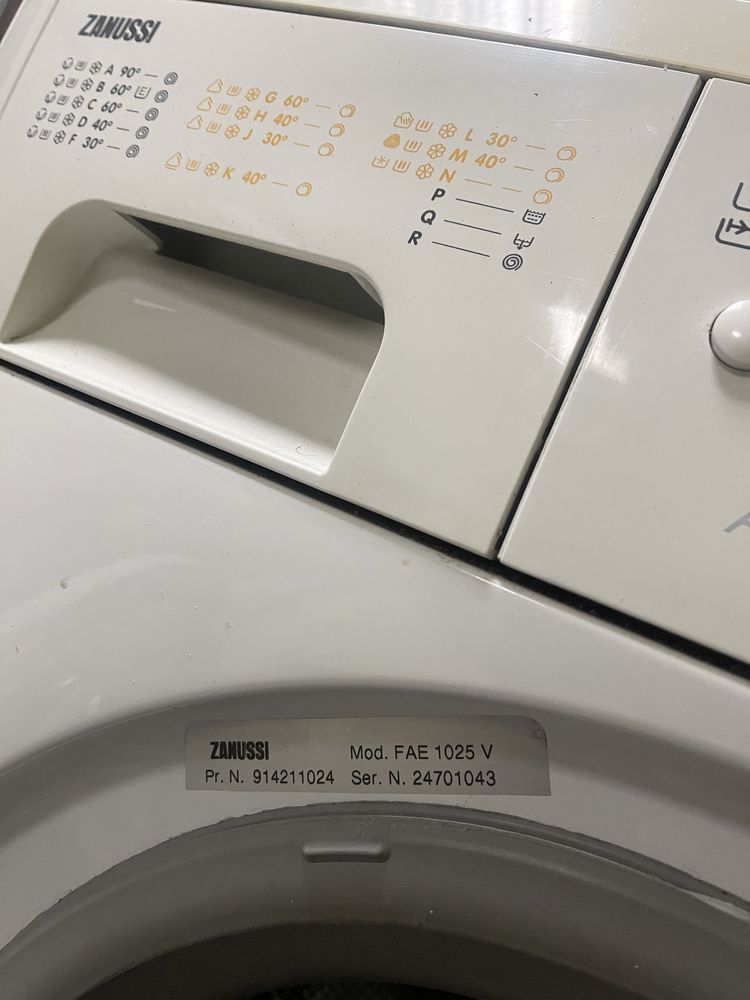 ZANUSSI
A 90°
B 60° E
C 60°
D 40°
F 30°
G 60°
H 40°
J 30°
K 40°
L 30°
M 40°
N
P
Q
R
ZANUSSI Mod. FAE 1025 V
Pr. N. 914211024 Ser. N. 24701043